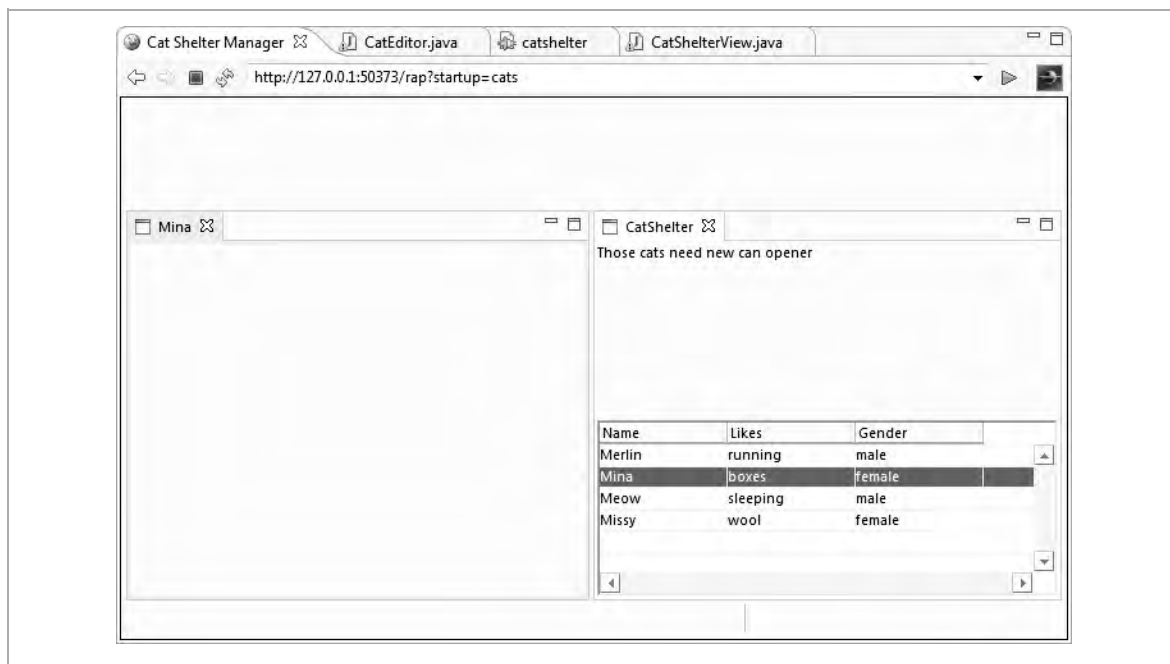 Cat Shelter Manager CatEditor.java catshelter CatShelterView.java
http://127.0.0.1:50373/rap?startup=cats
Mina
CatShelter
Those cats need new can opener
Name Likes Gender
Merlin running male
Mina boxes female
Meow sleeping male
Missy wool female